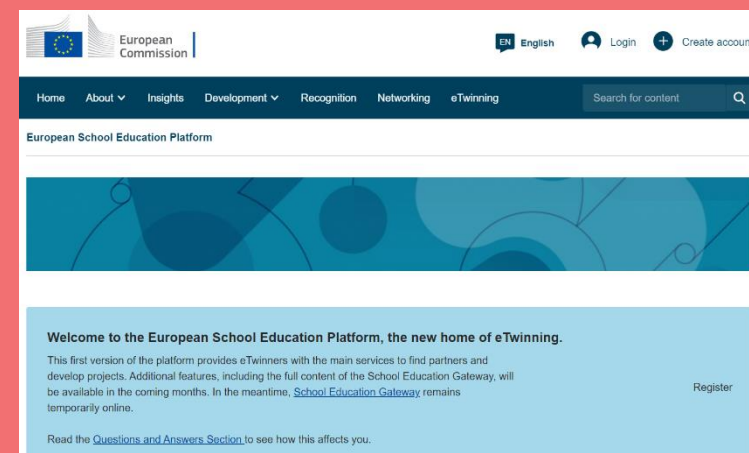 European
Commission
EN English Login Create accoun
Home About Insights Development Recognition Networking eTwinning Search for content
European School Education Platform
Welcome to the European School Education Platform, the new home of eTwinning.
This first version of the platform provides eTwinners with the main services to find partners and
develop projects. Additional features, including the full content of the School Education Gateway, will
be available in the coming months. In the meantime, School Education Gateway remains
temporarily online.
Register
Read the Questions and Answers Section to see how this affects you.